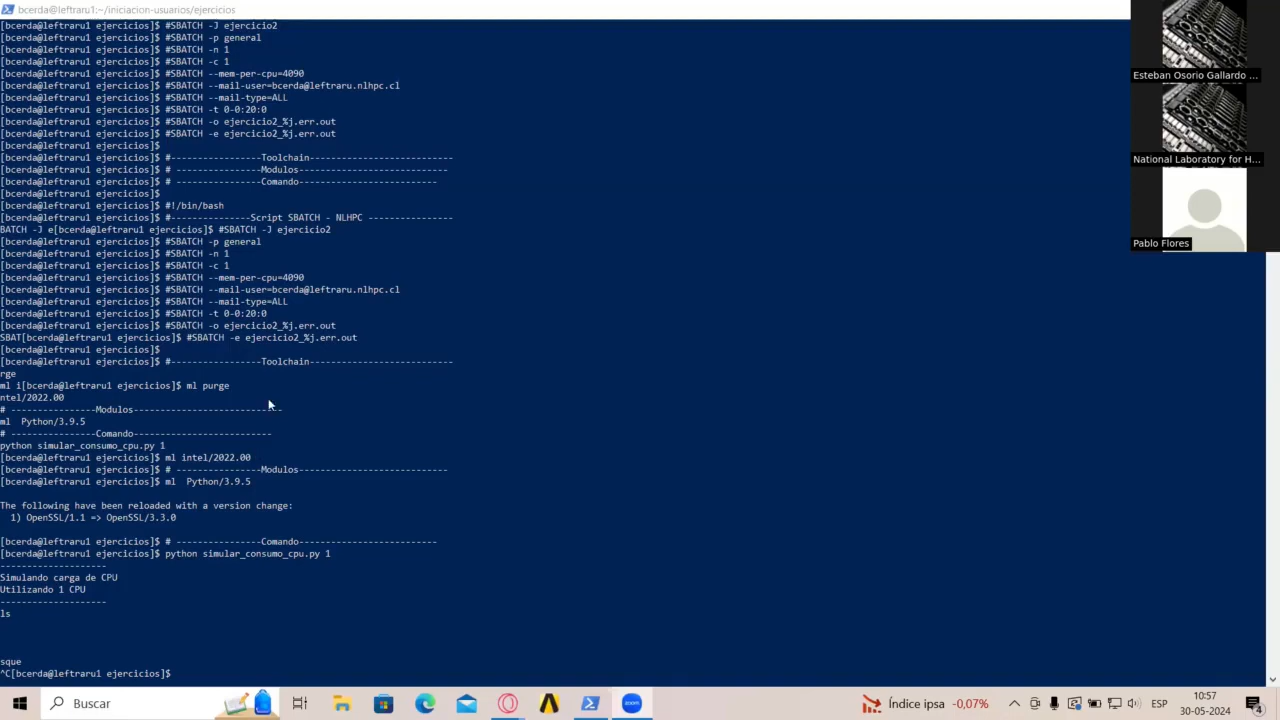 bcerda@leftraru1:~/iniciacion-usuarios/ejercicios
[bcerda@leftraru1 ejercicios]$ #SBATCH -J ejercicio2
[bcerda@leftraru1 ejercicios]$ #SBATCH -p general
[bcerda@leftraru1 ejercicios]$ #SBATCH -n 1
[bcerda@leftraru1 ejercicios]$ #SBATCH -c 1
[bcerda@leftraru1 ejercicios]$ #SBATCH --mem-per-cpu=4090
[bcerda@leftraru1 ejercicios]$ #SBATCH --mail-user=bcerda@leftraru.nlhpc.cl
[bcerda@leftraru1 ejercicios]$ #SBATCH --mail-type=ALL
[bcerda@leftraru1 ejercicios]$ #SBATCH -t 0-0:20:0
[bcerda@leftraru1 ejercicios]$ #SBATCH -o ejercicio2_%j.err.out
[bcerda@leftraru1 ejercicios]$ #SBATCH -e ejercicio2_%j.err.out
[bcerda@leftraru1 ejercicios]$
[bcerda@leftraru1 ejercicios]$ #-----------------Toolchain---------------------------
[bcerda@leftraru1 ejercicios]$ # ----------------Modulos----------------------------
[bcerda@leftraru1 ejercicios]$ # ----------------Comando--------------------------
[bcerda@leftraru1 ejercicios]$
[bcerda@leftraru1 ejercicios]$ #!/bin/bash
[bcerda@leftraru1 ejercicios]$ #---------------Script SBATCH - NLHPC ----------------
BATCH -J e[bcerda@leftraru1 ejercicios]$ #SBATCH -J ejercicio2
[bcerda@leftraru1 ejercicios]$ #SBATCH -p general
[bcerda@leftraru1 ejercicios]$ #SBATCH -n 1
[bcerda@leftraru1 ejercicios]$ #SBATCH -c 1
[bcerda@leftraru1 ejercicios]$ #SBATCH --mem-per-cpu=4090
[bcerda@leftraru1 ejercicios]$ #SBATCH --mail-user=bcerda@leftraru.nlhpc.cl
[bcerda@leftraru1 ejercicios]$ #SBATCH --mail-type=ALL
[bcerda@leftraru1 ejercicios]$ #SBATCH -t 0-0:20:0
[bcerda@leftraru1 ejercicios]$ #SBATCH -o ejercicio2_%j.err.out
SBAT[bcerda@leftraru1 ejercicios]$ #SBATCH -e ejercicio2_%j.err.out
[bcerda@leftraru1 ejercicios]$
[bcerda@leftraru1 ejercicios]$ #-----------------Toolchain---------------------------
rge
ml i[bcerda@leftraru1 ejercicios]$ ml purge
ntel/2022.00
# ----------------Modulos----------------------------
ml  Python/3.9.5
# ----------------Comando--------------------------
python simular_consumo_cpu.py 1
[bcerda@leftraru1 ejercicios]$ ml intel/2022.00
[bcerda@leftraru1 ejercicios]$ # ----------------Modulos----------------------------
[bcerda@leftraru1 ejercicios]$ ml  Python/3.9.5
The following have been reloaded with a version change:
1) OpenSSL/1.1 => OpenSSL/3.3.0
[bcerda@leftraru1 ejercicios]$ # ----------------Comando--------------------------
[bcerda@leftraru1 ejercicios]$ python simular_consumo_cpu.py 1
--------------------
Simulando carga de CPU
Utilizando 1 CPU
--------------------
ls
sque
^C[bcerda@leftraru1 ejercicios]$
Esteban Osorio Gallardo ...
National Laboratory for H...
Pablo Flores
Buscar
Índice ipsa -0,07%
ESP
10:57
30-05-2024
4